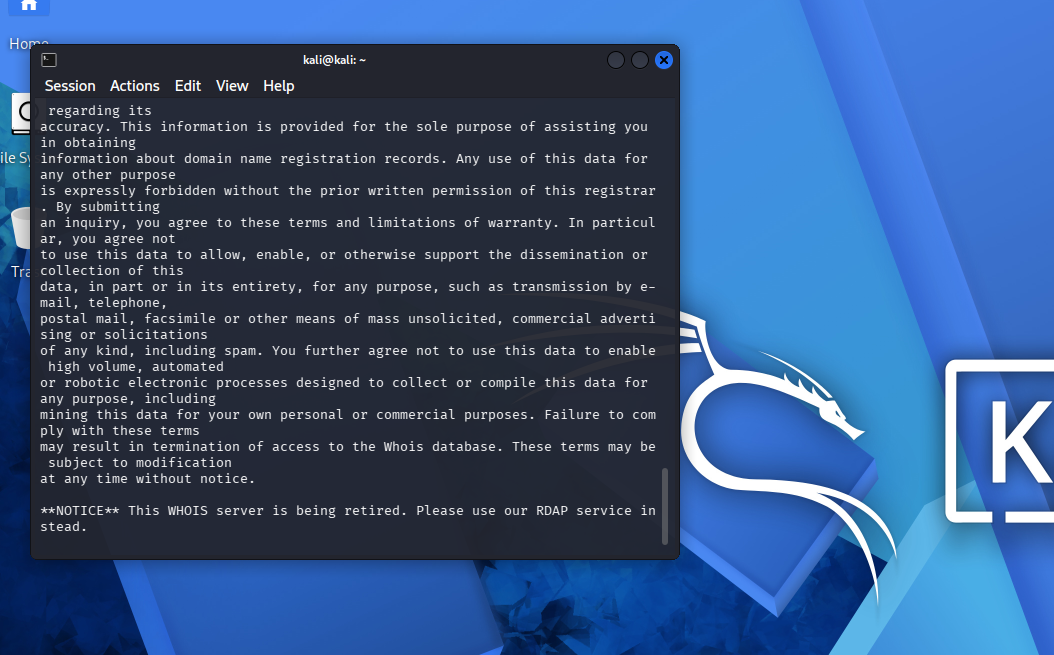 Home
kali@kali: ~
Session Actions Edit View Help
regarding its
accuracy. This information is provided for the sole purpose of assisting you
in obtaining
information about domain name registration records. Any use of this data for
any other purpose
is expressly forbidden without the prior written permission of this registrar
. By submitting
an inquiry, you agree to these terms and limitations of warranty. In particul
ar, you agree not
to use this data to allow, enable, or otherwise support the dissemination or
collection of this
data, in part or in its entirety, for any purpose, such as transmission by e-
mail, telephone,
postal mail, facsimile or other means of mass unsolicited, commercial adverti
sing or solicitations
of any kind, including spam. You further agree not to use this data to enable
high volume, automated
or robotic electronic processes designed to collect or compile this data for
any purpose, including
mining this data for your own personal or commercial purposes. Failure to com
ply with these terms
may result in termination of access to the Whois database. These terms may be
subject to modification
at any time without notice.
**NOTICE** This WHOIS server is being retired. Please use our RDAP service in
stead.
ile Sy
Tra
K